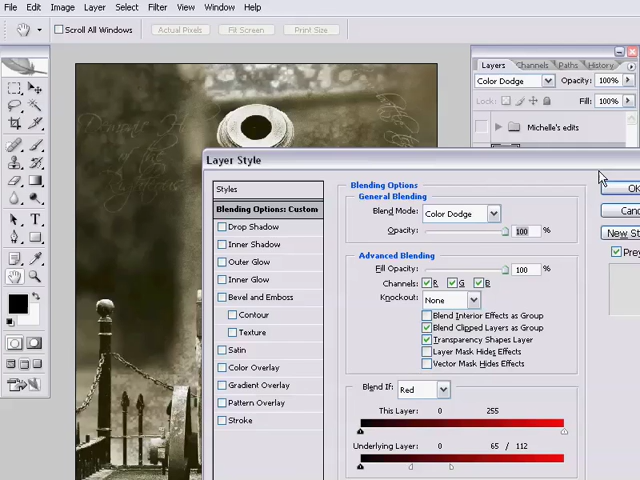 File Edit Image Layer Select Filter View Window Help
Scroll All Windows Actual Pixels Fit Screen Print Size
Layers Channels Paths History
Color Dodge Opacity: 100%
Lock: Fill: 100%
Michelle's edits
Layer Style
Styles
Blending Options: Custom
Drop Shadow
Inner Shadow
Outer Glow
Inner Glow
Bevel and Emboss
Contour
Texture
Satin
Color Overlay
Gradient Overlay
Pattern Overlay
Stroke
Blending Options
General Blending
Blend Mode: Color Dodge
Opacity: 100 %
Advanced Blending
Fill Opacity: 100 %
Channels: R G B
Knockout: None
Blend Interior Effects as Group
Blend Clipped Layers as Group
Transparency Shapes Layer
Layer Mask Hides Effects
Vector Mask Hides Effects
Blend If: Red
This Layer: 0 255
Underlying Layer: 0 65 / 112
OK
Canc
New St
Prev
of the